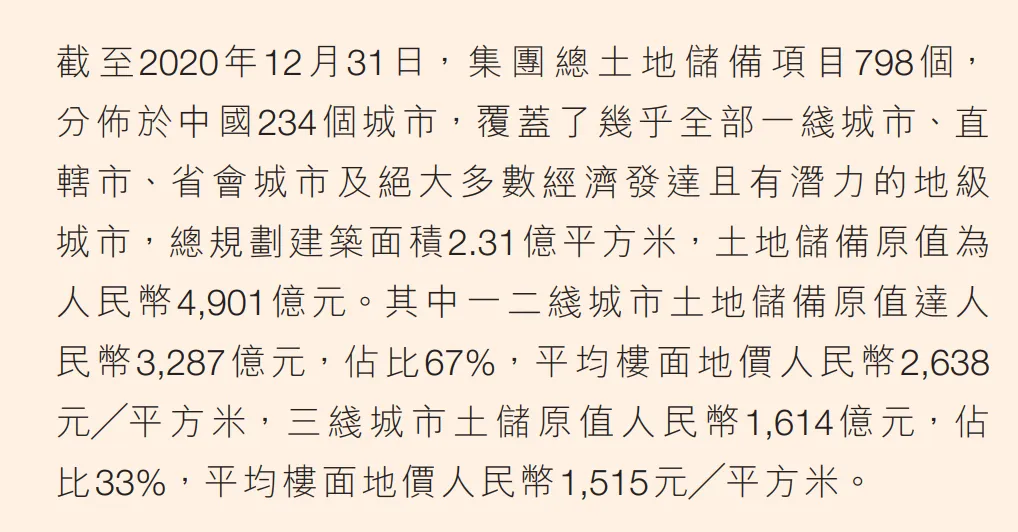 截至2020年12月31日，集團總土地儲備項目798個，
分佈於中國234個城市，覆蓋了幾乎全部一綫城市、直
轄市、省會城市及絕大多數經濟發達且有潛力的地級
城市，總規劃建築面積2.31億平方米，土地儲備原值為
人民幣4,901億元。其中一二綫城市土地儲備原值達人
民幣3,287億元，佔比67%，平均樓面地價人民幣2,638
元╱平方米，三綫城市土儲原值人民幣1,614億元，佔
比33%，平均樓面地價人民幣1,515元╱平方米。